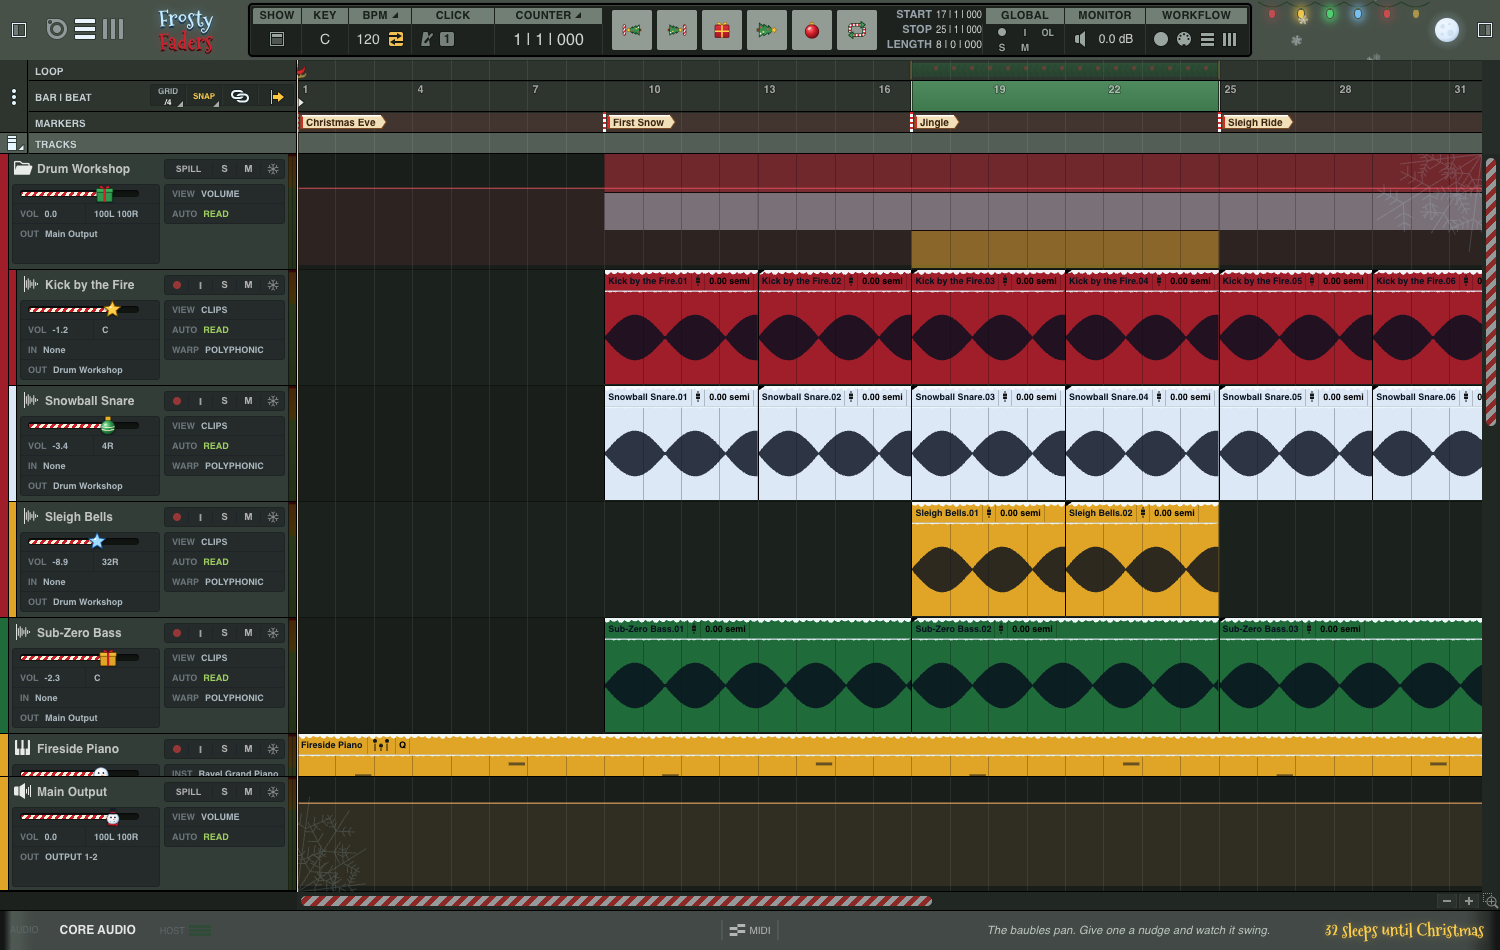 Frosty
Faders
SHOW KEY BPM CLICK COUNTER
C 120 1 1|1|000
START 17|1|000
STOP 25|1|000
LENGTH 8|0|000
GLOBAL MONITOR WORKFLOW
I OL
S M
0.0 dB
LOOP
BAR | BEAT GRID /4 SNAP
1 4 7 10 13 16 19 22 25 28 31
MARKERS
Christmas Eve First Snow Jingle Sleigh Ride
TRACKS
Drum Workshop SPILL S M
VIEW VOLUME
VOL 0.0 100L 100R AUTO READ
OUT Main Output
Kick by the Fire I S M
Kick by the Fire.01 0.00 semi Kick by the Fire.02 0.00 semi Kick by the Fire.03 0.00 semi Kick by the Fire.04 0.00 semi Kick by the Fire.05 0.00 semi Kick by the Fire.06 0
VIEW CLIPS
VOL -1.2 C AUTO READ
IN None WARP POLYPHONIC
OUT Drum Workshop
Snowball Snare I S M
Snowball Snare.01 0.00 semi Snowball Snare.02 0.00 semi Snowball Snare.03 0.00 semi Snowball Snare.04 0.00 semi Snowball Snare.05 0.00 semi Snowball Snare.06 0
VIEW CLIPS
VOL -3.4 4R AUTO READ
IN None WARP POLYPHONIC
OUT Drum Workshop
Sleigh Bells I S M
Sleigh Bells.01 0.00 semi Sleigh Bells.02 0.00 semi
VIEW CLIPS
VOL -8.9 32R AUTO READ
IN None WARP POLYPHONIC
OUT Drum Workshop
Sub-Zero Bass I S M
Sub-Zero Bass.01 0.00 semi Sub-Zero Bass.02 0.00 semi Sub-Zero Bass.03 0.00 semi
VIEW CLIPS
VOL -2.3 C AUTO READ
IN None WARP POLYPHONIC
OUT Main Output
Fireside Piano I S M
Fireside Piano Q
INST Ravel Grand Piano
Main Output SPILL S M
VIEW VOLUME
VOL 0.0 100L 100R AUTO READ
OUT OUTPUT 1-2
AUDIO CORE AUDIO HOST MIDI
The baubles pan. Give one a nudge and watch it swing.
32 sleeps until Christmas